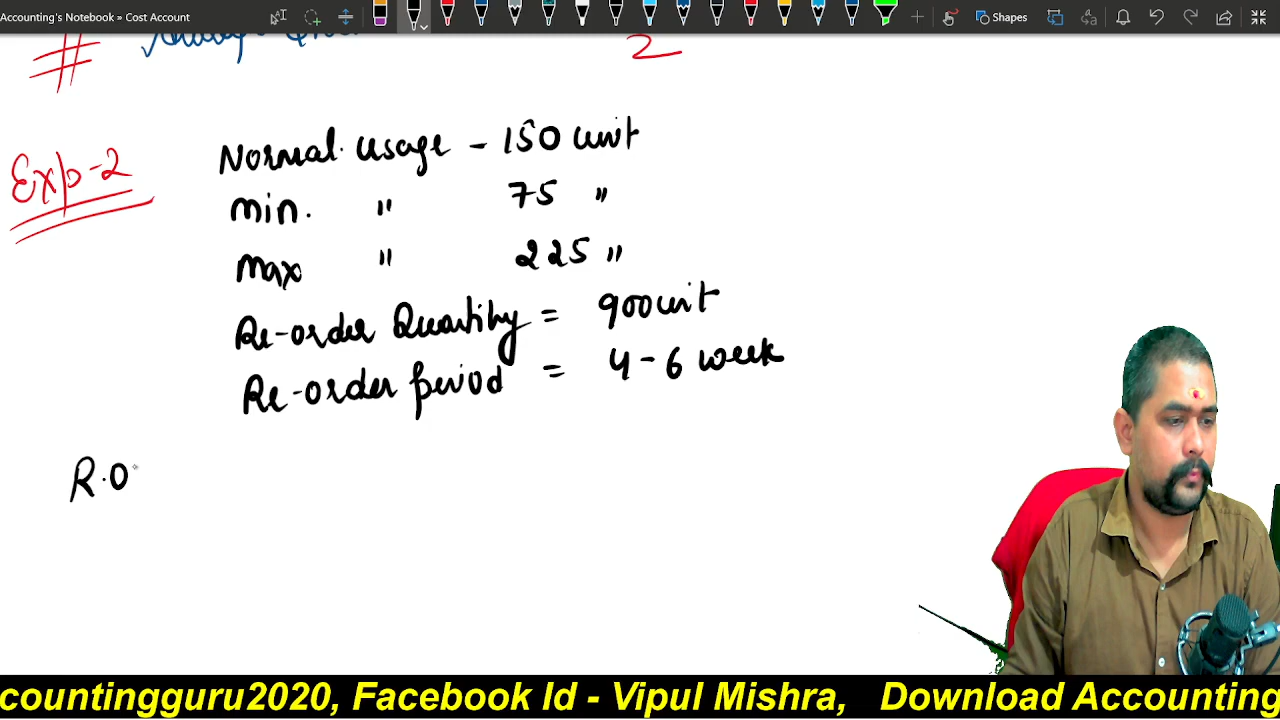 Accounting's Notebook » Cost Account
Shapes
2
#
Exp-2
Normal. usage - 150 unit
min. " 75 "
max " 225 "
Re-order Quantity = 900 unit
Re-order period = 4-6 week
R.O
countingguru2020, Facebook Id - Vipul Mishra, Download Accounting